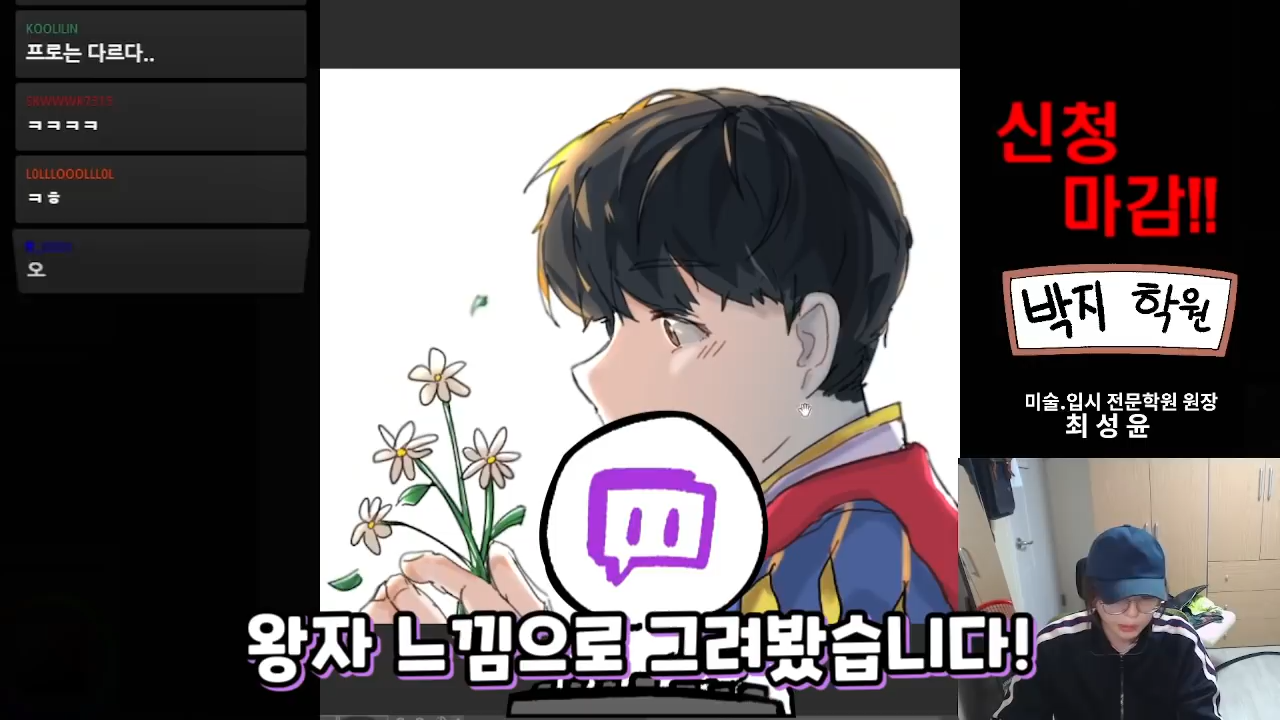 KOOLILIN
프로는 다르다..
SKWWWK7315
ㅋㅋㅋㅋ
L0LLLOOOLLL0L
ㅋㅎ
오
신청
마감!!
박지 학원
미술.입시 전문학원 원장
최성윤
왕자 느낌으로 그려봤습니다!